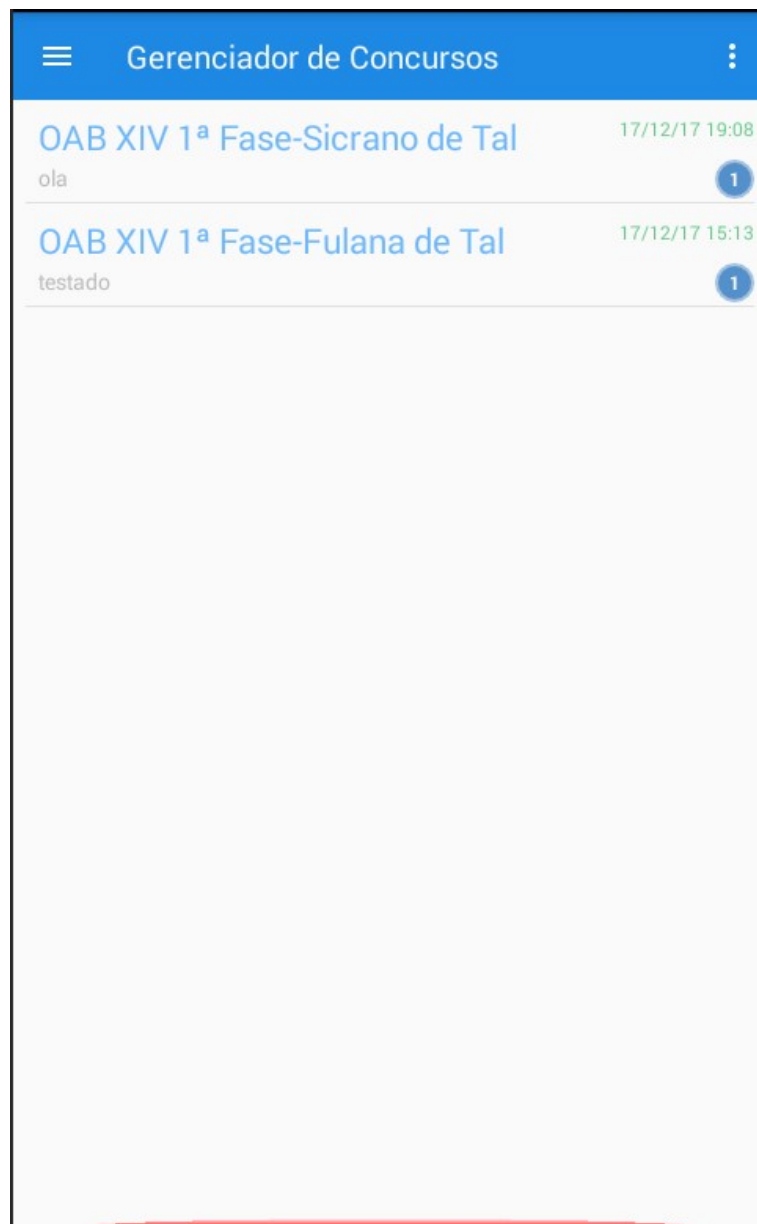 Gerenciador de Concursos
OAB XIV 1ª Fase-Sicrano de Tal
17/12/17 19:08
ola
1
OAB XIV 1ª Fase-Fulana de Tal
17/12/17 15:13
testado
1